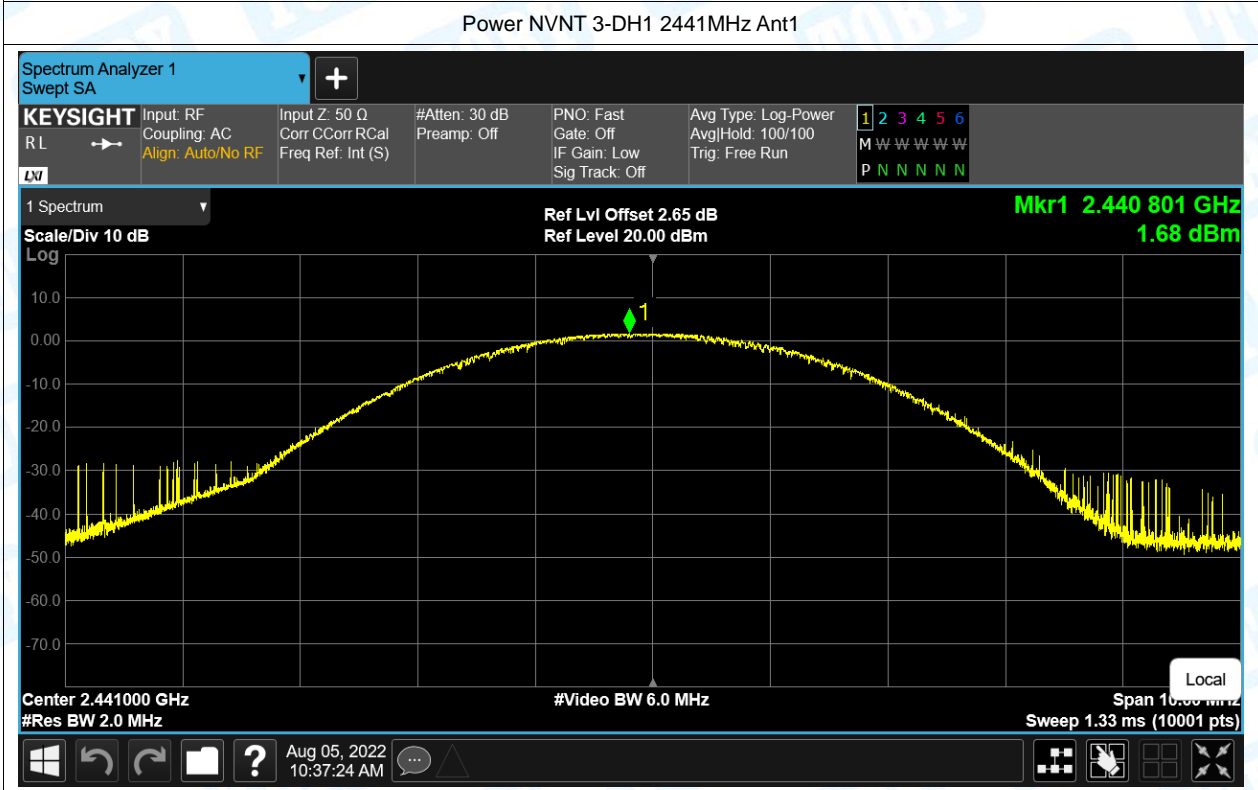 Power NVNT 3-DH1 2441MHz Ant1
Spectrum Analyzer 1
Swept SA
KEYSIGHT
R L
LXI
Input: RF
Coupling: AC
Align: Auto/No RF
Input Z: 50 Ω
Corr CCorr RCal
Freq Ref: Int (S)
#Atten: 30 dB
Preamp: Off
PNO: Fast
Gate: Off
IF Gain: Low
Sig Track: Off
Avg Type: Log-Power
Avg|Hold: 100/100
Trig: Free Run
1 2 3 4 5 6
M W W W W W
P N N N N N
1 Spectrum
Scale/Div 10 dB
Log
Ref Lvl Offset 2.65 dB
Ref Level 20.00 dBm
Mkr1 2.440 801 GHz
1.68 dBm
10.0
0.00
-10.0
-20.0
-30.0
-40.0
-50.0
-60.0
-70.0
1
Local
Center 2.441000 GHz
#Video BW 6.0 MHz
Span 10.00 MHz
#Res BW 2.0 MHz
Sweep 1.33 ms (10001 pts)
?
Aug 05, 2022
10:37:24 AM